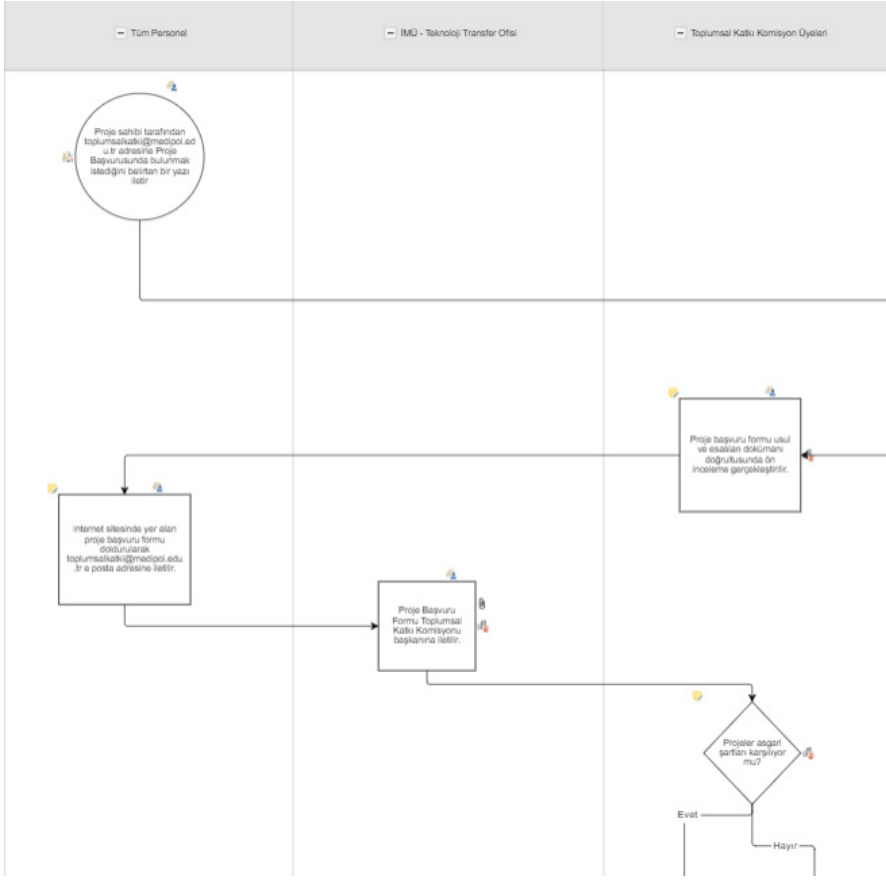 Tüm Personel
İMÜ - Teknoloji Transfer Ofisi
Toplumsal Katkı Komisyon Üyeleri
Proje sahibi tarafından
toplumsalkatki@medipol.ed
u.tr adresine Proje
Başvurusunda bulunmak
istediğini belirten bir yazı
iletir
Proje başvuru formu usul
ve esasları dokümanı
doğrultusunda ön
inceleme gerçekleştirilir.
internet sitesinde yer alan
proje başvuru formu
doldurularak
toplumsalkatki@medipol.edu
.tr e posta adresine iletilir.
Proje Başvuru
Formu Toplumsal
Katkı Komisyonu
başkanına iletilir.
Projeler asgari
şartları karşılıyor
mu?
Evet
Hayır